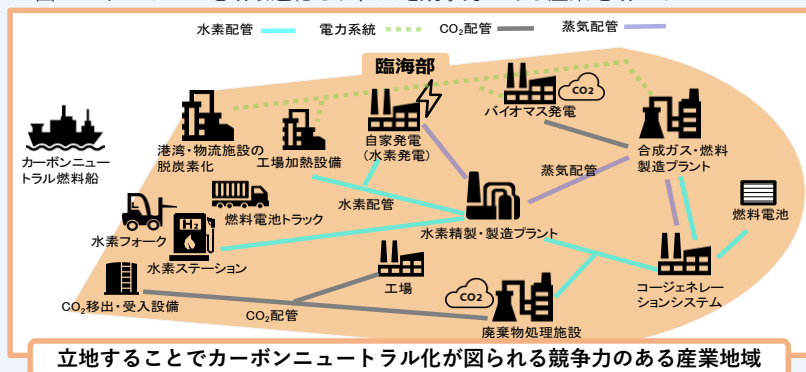 水素配管
電力系統
CO₂配管
蒸気配管
臨海部
CO2
バイオマス発電
カーボンニュー
トラル燃料船
港湾・物流施設の
脱炭素化
工場加熱設備
自家発電
(水素発電)
合成ガス・燃料
製造プラント
蒸気配管
燃料電池トラック
水素配管
水素精製・製造プラント
燃料電池
水素フォーク
H2
水素ステーション
工場
コージェネレー
ションシステム
CO₂移出・受入設備
CO₂配管
CO2
廃棄物処理施設
立地することでカーボンニュートラル化が図られる競争力のある産業地域